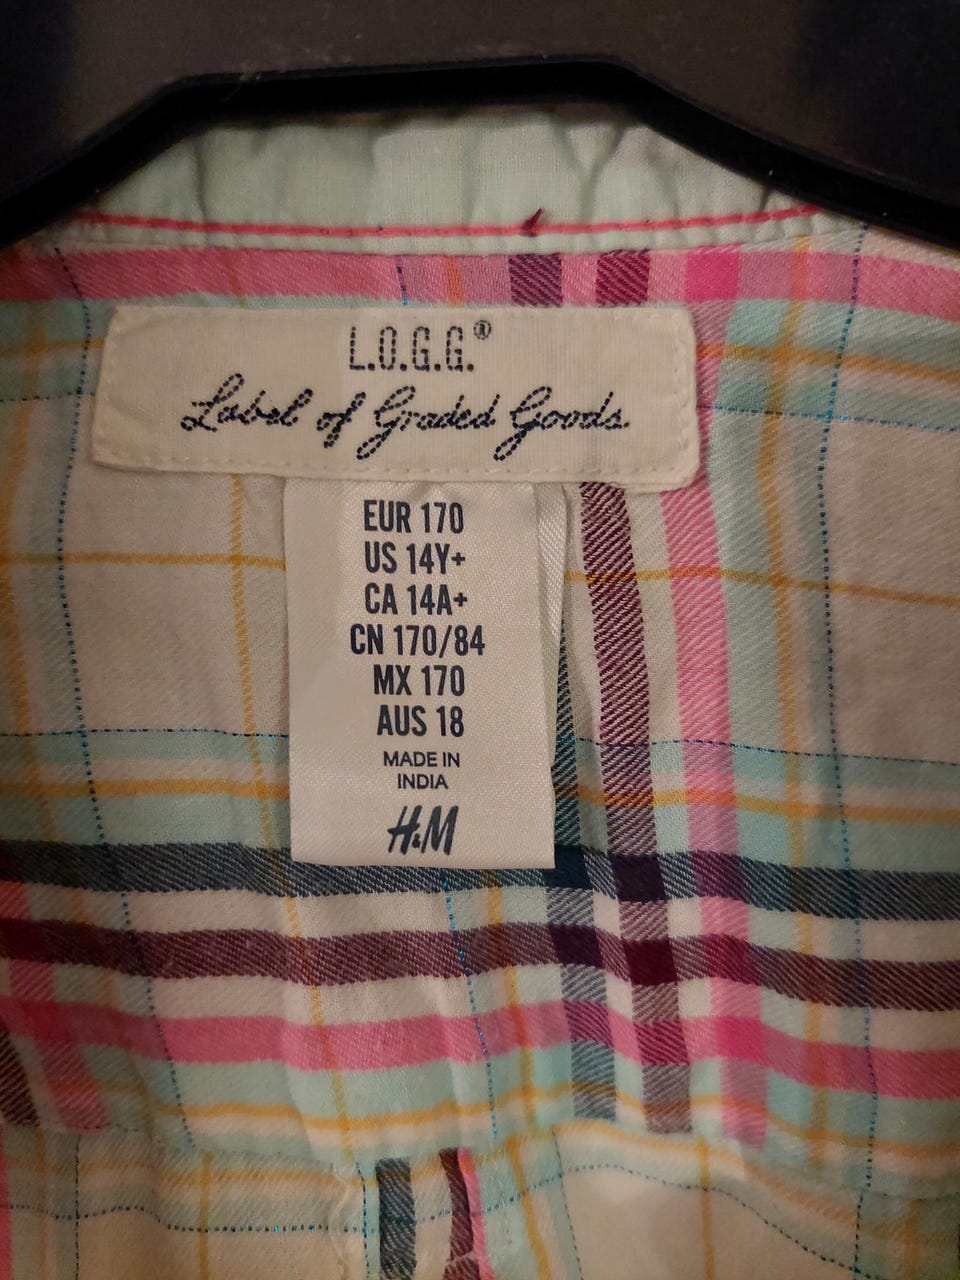 L.O.G.G.®
Label of Graded Goods
EUR 170
US 14Y+
CA 14A+
CN 170/84
MX 170
AUS 18
MADE IN
INDIA
H&M